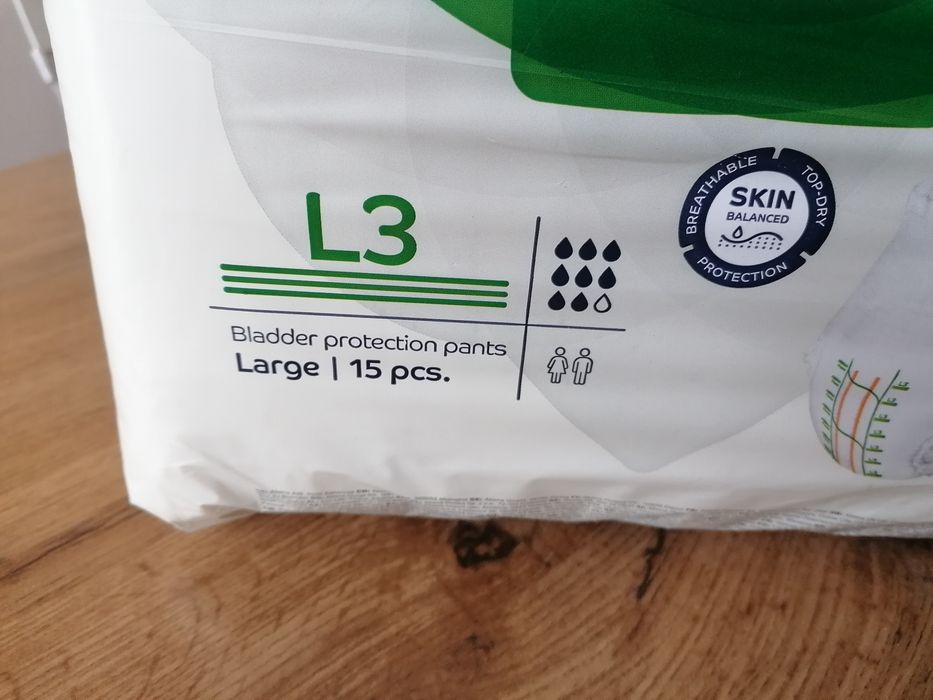 L3
Bladder protection pants
Large | 15 pcs.
BREATHABLE
TOP-DRY
SKIN
BALANCED
PROTECTION